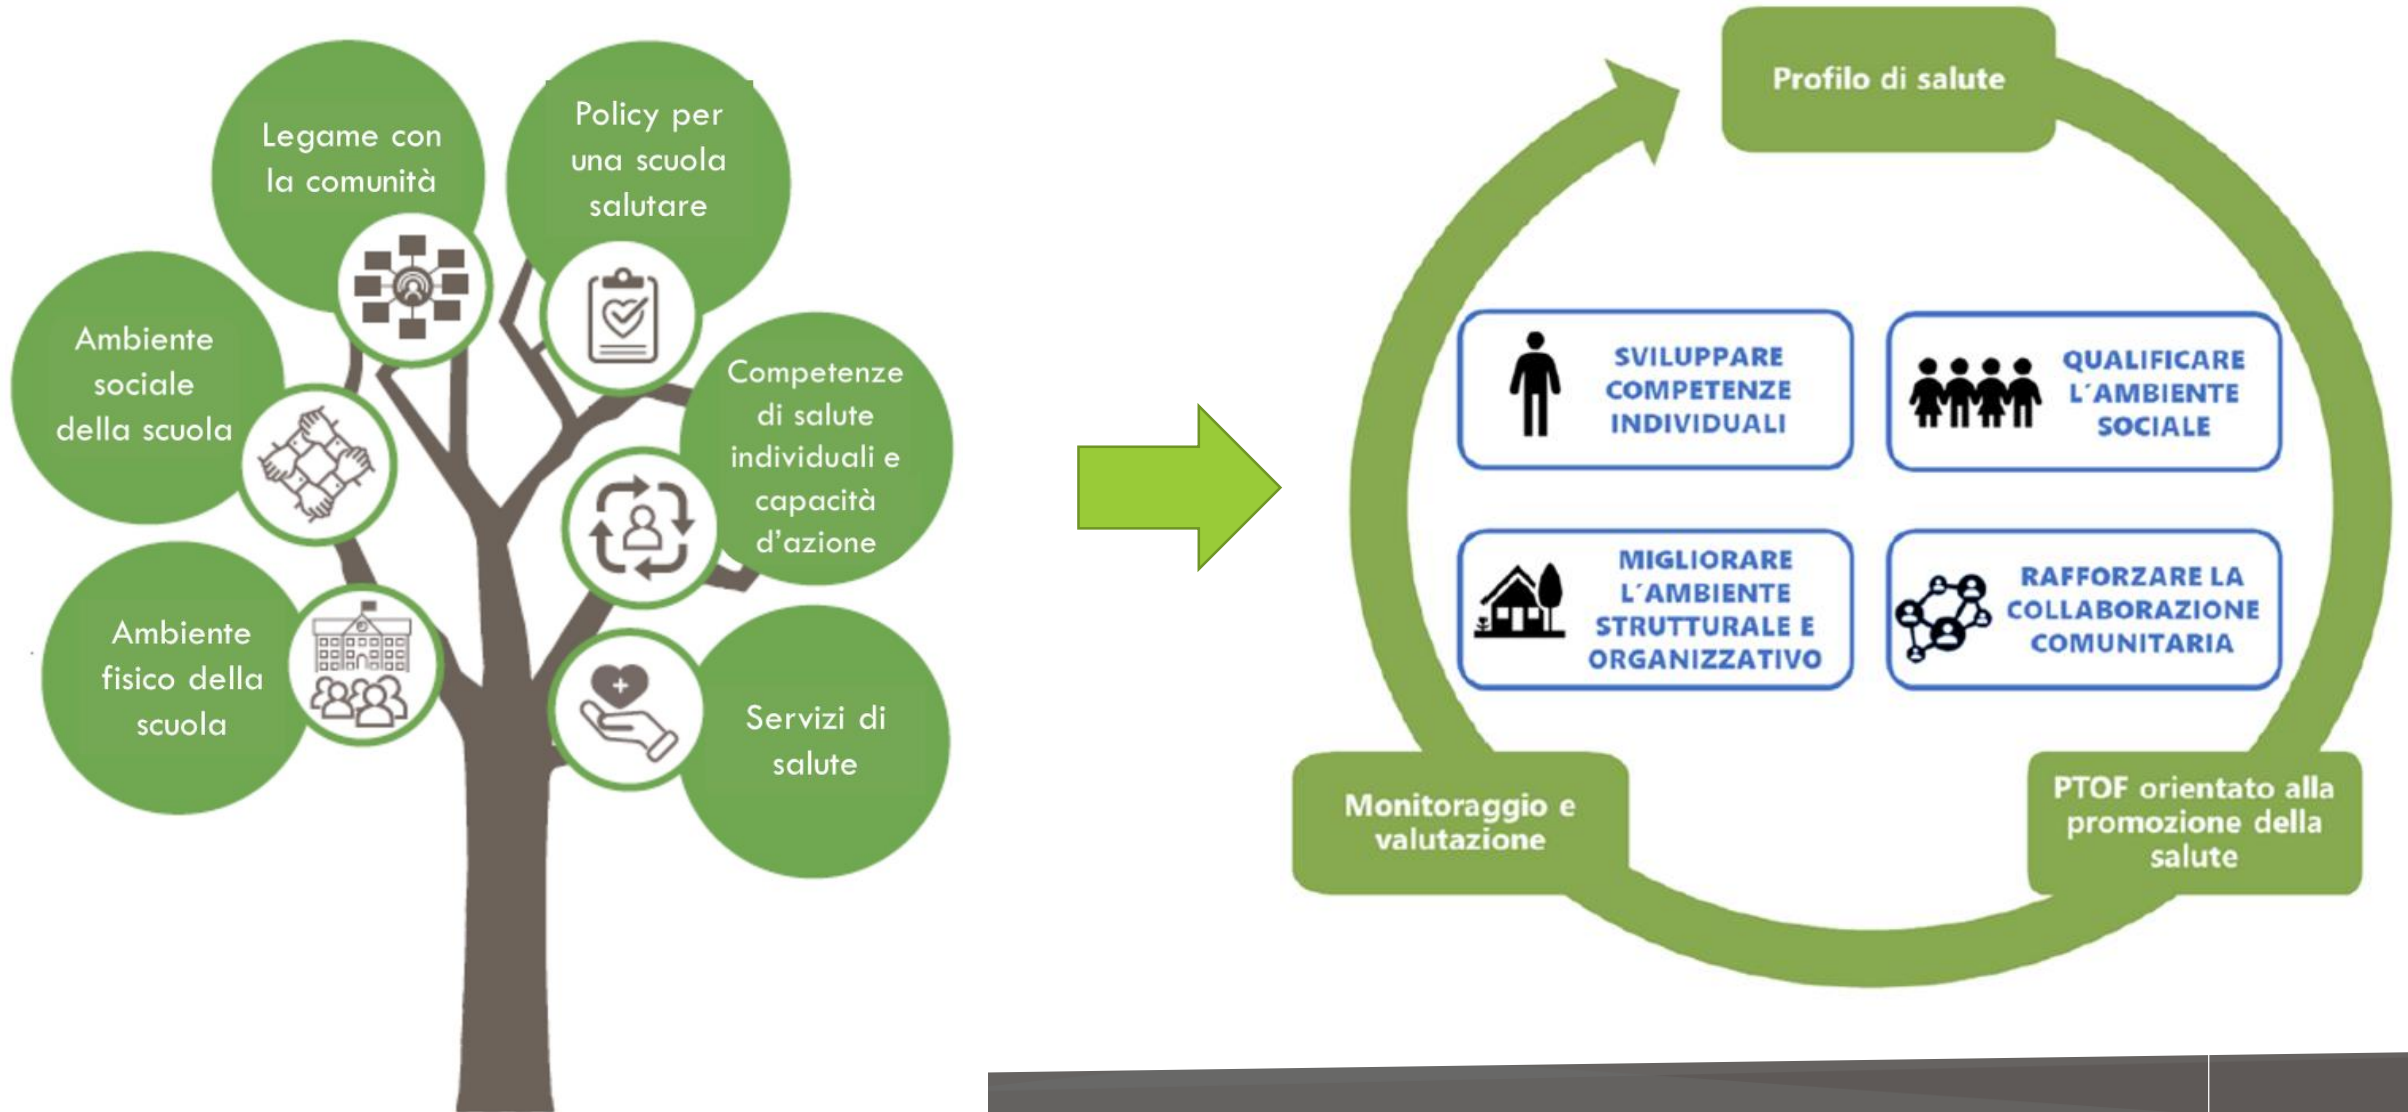 Legame con
la comunità
Policy per
una scuola
salutare
Ambiente
sociale
della scuola
Competenze
di salute
individuali e
capacità
d’azione
Ambiente
fisico della
scuola
Servizi di
salute
Profilo di salute
SVILUPPARE
COMPETENZE
INDIVIDUALI
QUALIFICARE
L´AMBIENTE
SOCIALE
MIGLIORARE
L´AMBIENTE
STRUTTURALE E
ORGANIZZATIVO
RAFFORZARE LA
COLLABORAZIONE
COMUNITARIA
Monitoraggio e
valutazione
PTOF orientato alla
promozione della
salute